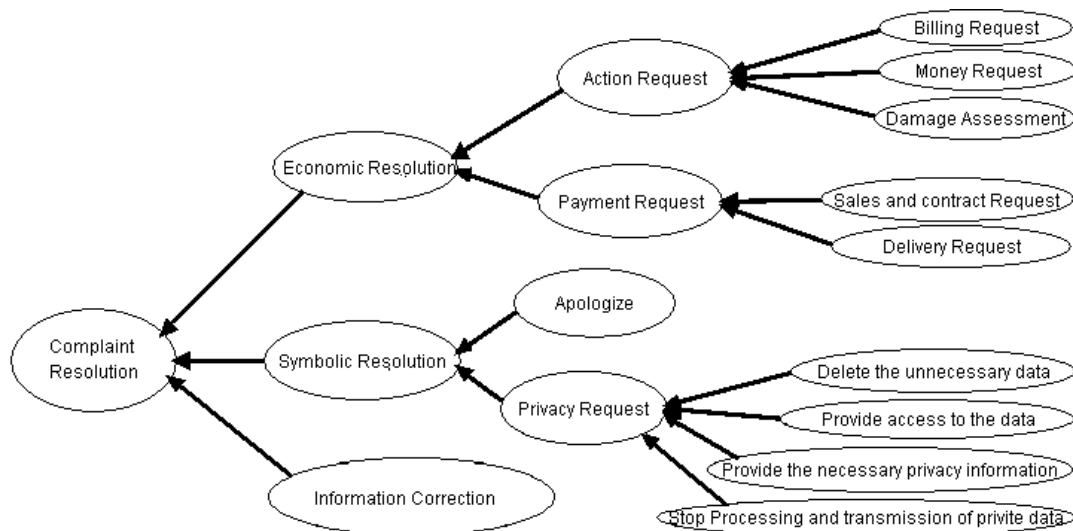 Billing Request
Action Request
Money Request
Damage Assessment
Economic Resolution
Payment Request
Sales and contract Request
Delivery Request
Complaint
Resolution
Symbolic Resolution
Apologize
Privacy Request
Delete the unnecessary data
Provide access to the data
Provide the necessary privacy information
Stop Processing and transmission of privite data
Information Correction